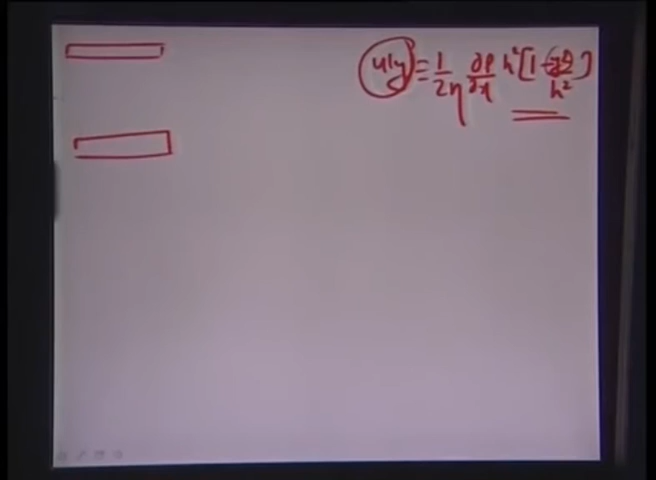 u(y) = 1/2η ∂P/∂x h² [1 - y²/h²]